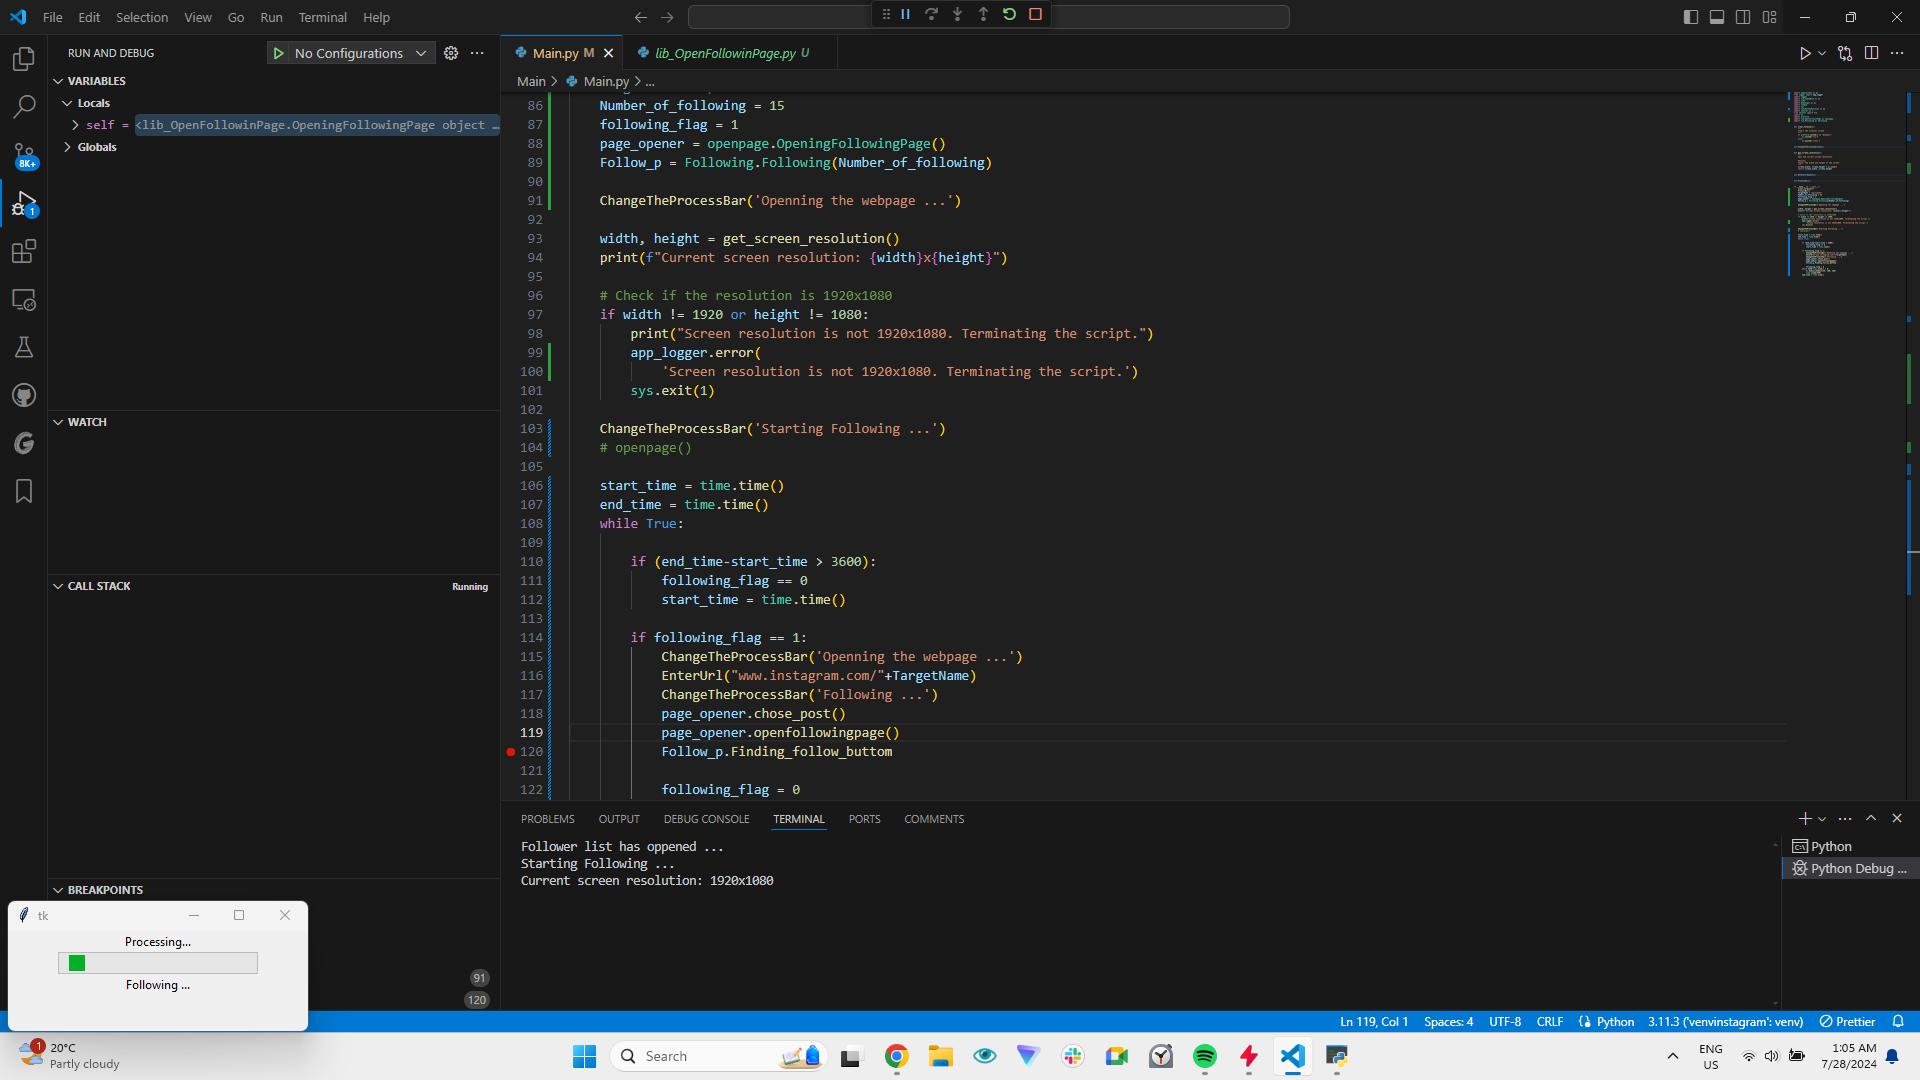 File Edit Selection View Go Run Terminal Help
RUN AND DEBUG
No Configurations
VARIABLES
Locals
self = <lib_OpenFollowinPage.OpeningFollowingPage object ...
Globals
8K+
1
WATCH
CALL STACK
Running
BREAKPOINTS
91
120
Main.py M
lib_OpenFollowinPage.py U
Main > Main.py > ...
86 Number_of_following = 15
87 following_flag = 1
88 page_opener = openpage.OpeningFollowingPage()
89 Follow_p = Following.Following(Number_of_following)
90
91 ChangeTheProcessBar('Openning the webpage ...')
92
93 width, height = get_screen_resolution()
94 print(f"Current screen resolution: {width}x{height}")
95
96 # Check if the resolution is 1920x1080
97 if width != 1920 or height != 1080:
98 print("Screen resolution is not 1920x1080. Terminating the script.")
99 app_logger.error(
100 'Screen resolution is not 1920x1080. Terminating the script.')
101 sys.exit(1)
102
103 ChangeTheProcessBar('Starting Following ...')
104 # openpage()
105
106 start_time = time.time()
107 end_time = time.time()
108 while True:
109
110 if (end_time-start_time > 3600):
111 following_flag == 0
112 start_time = time.time()
113
114 if following_flag == 1:
115 ChangeTheProcessBar('Openning the webpage ...')
116 EnterUrl("www.instagram.com/"+TargetName)
117 ChangeTheProcessBar('Following ...')
118 page_opener.chose_post()
119 page_opener.openfollowingpage()
120 Follow_p.Finding_follow_buttom
121
122 following_flag = 0
PROBLEMS OUTPUT DEBUG CONSOLE TERMINAL PORTS COMMENTS
Follower list has oppened ...
Starting Following ...
Current screen resolution: 1920x1080
Python
Python Debug ...
tk
Processing...
Following ...
Ln 119, Col 1 Spaces: 4 UTF-8 CRLF Python 3.11.3 ('venvinstagram': venv) Prettier
1
20°C
Partly cloudy
Search
ENG
US
1:05 AM
7/28/2024